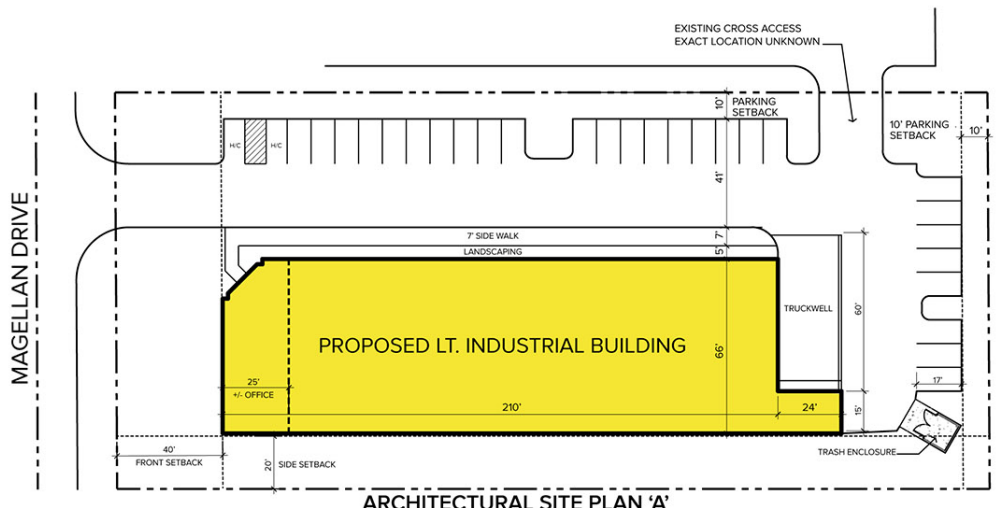 EXISTING CROSS ACCESS
EXACT LOCATION UNKNOWN
10'
PARKING
SETBACK
10' PARKING
SETBACK
10'
H/C
H/C
41'
MAGELLAN DRIVE
7' SIDE WALK
7'
LANDSCAPING
5'
TRUCKWELL
60'
PROPOSED LT. INDUSTRIAL BUILDING
66'
25'
+/- OFFICE
17'
210'
24'
15'
40'
FRONT SETBACK
20'
SIDE SETBACK
TRASH ENCLOSURE
ARCHITECTURAL SITE PLAN 'A'